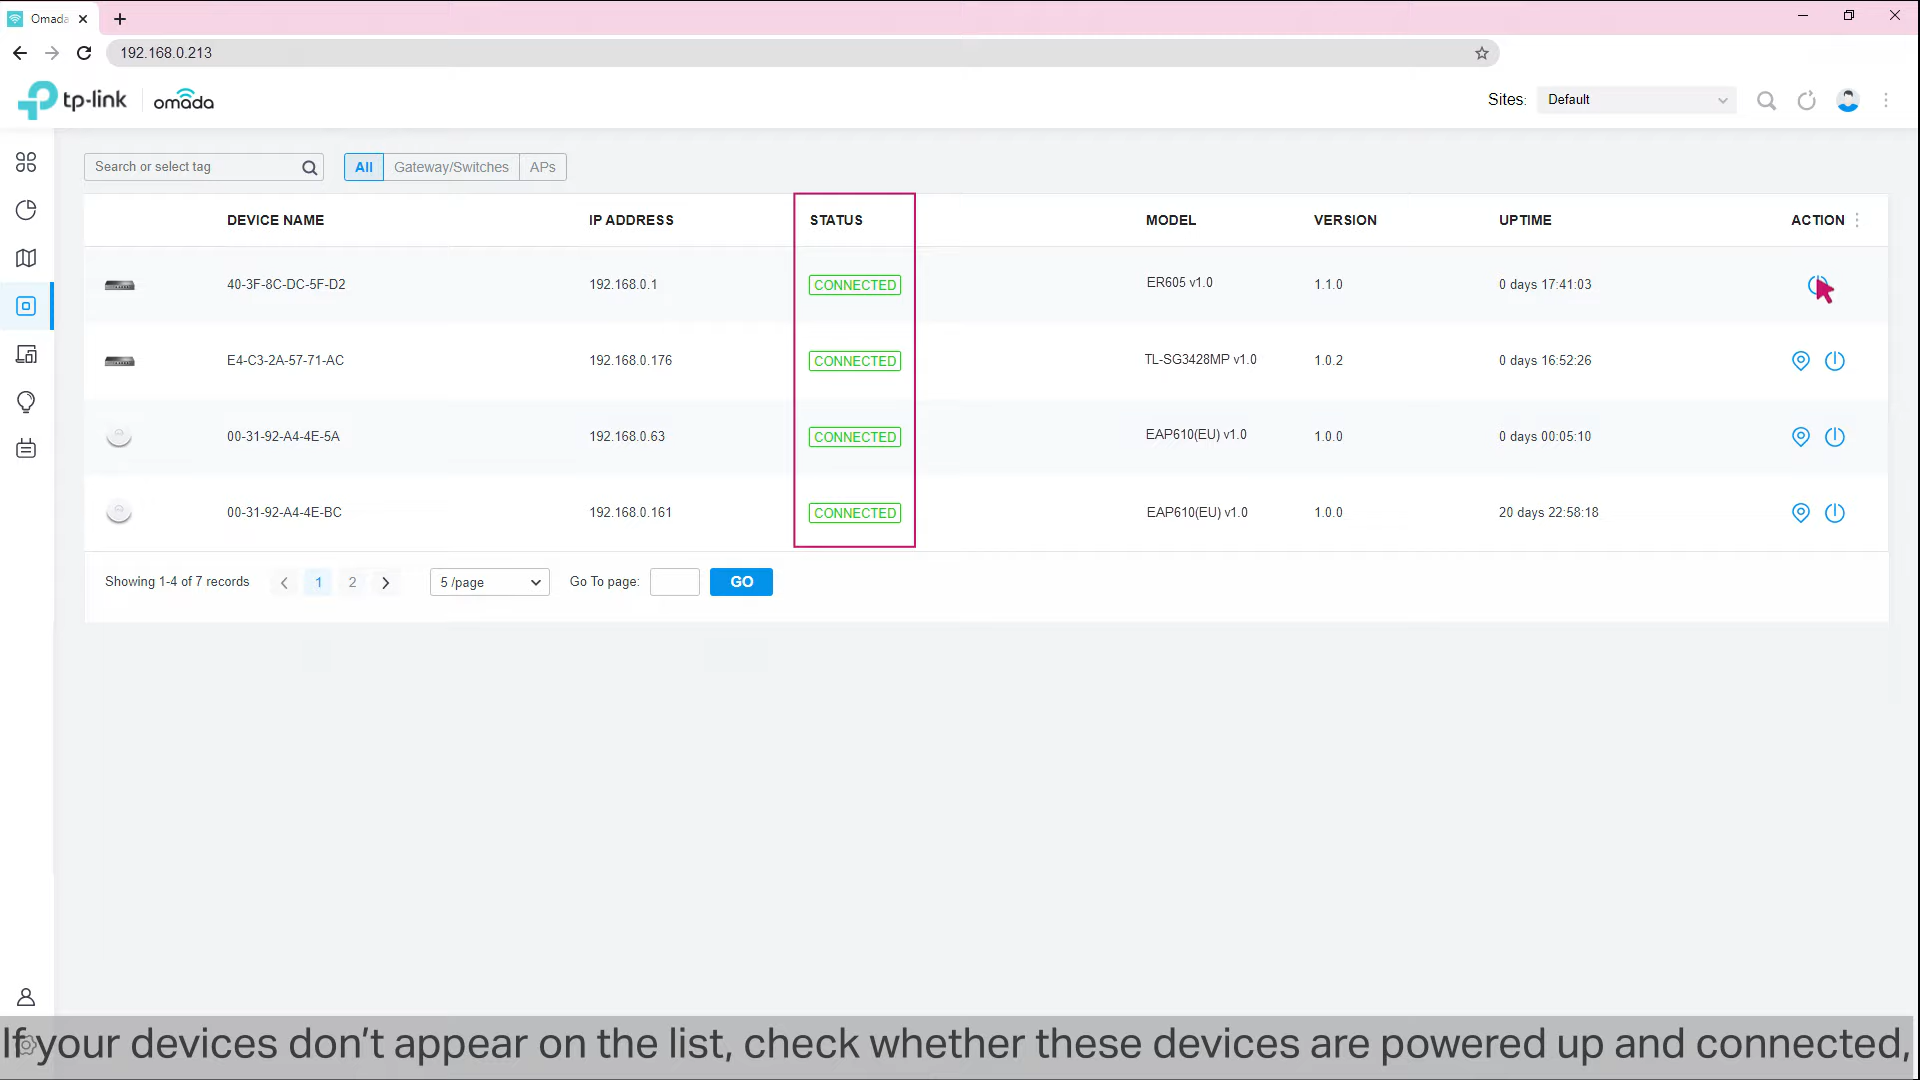 Omada
192.168.0.213
tp-link omada
Sites: Default
Search or select tag
All Gateway/Switches APs
DEVICE NAME IP ADDRESS STATUS MODEL VERSION UPTIME ACTION
40-3F-8C-DC-5F-D2 192.168.0.1 CONNECTED ER605 v1.0 1.1.0 0 days 17:41:03
E4-C3-2A-57-71-AC 192.168.0.176 CONNECTED TL-SG3428MP v1.0 1.0.2 0 days 16:52:26
00-31-92-A4-4E-5A 192.168.0.63 CONNECTED EAP610(EU) v1.0 1.0.0 0 days 00:05:10
00-31-92-A4-4E-BC 192.168.0.161 CONNECTED EAP610(EU) v1.0 1.0.0 20 days 22:58:18
Showing 1-4 of 7 records 1 2 5 /page Go To page: GO
If your devices don't appear on the list, check whether these devices are powered up and connected,